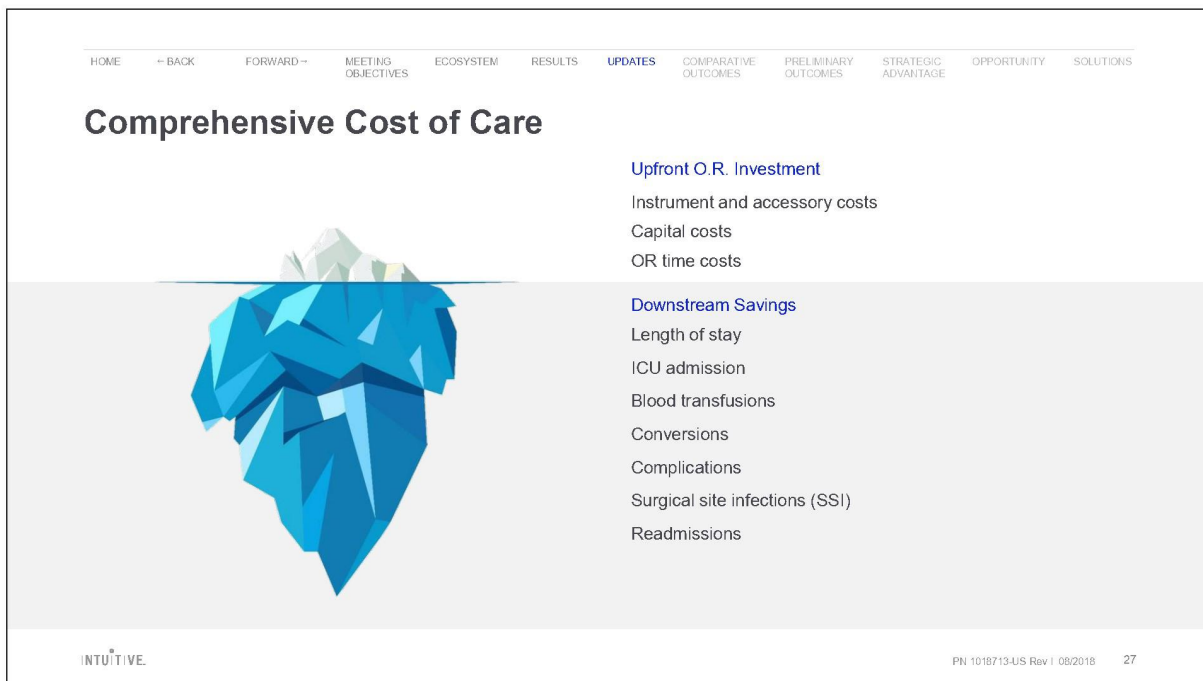 HOME ←BACK FORWARD→ MEETING OBJECTIVES ECOSYSTEM RESULTS UPDATES COMPARATIVE OUTCOMES PRELIMINARY OUTCOMES STRATEGIC ADVANTAGE OPPORTUNITY SOLUTIONS
Comprehensive Cost of Care
Upfront O.R. Investment
Instrument and accessory costs
Capital costs
OR time costs
Downstream Savings
Length of stay
ICU admission
Blood transfusions
Conversions
Complications
Surgical site infections (SSI)
Readmissions
INTUITIVE
PN 1018713-US Rev I 08/2018 27